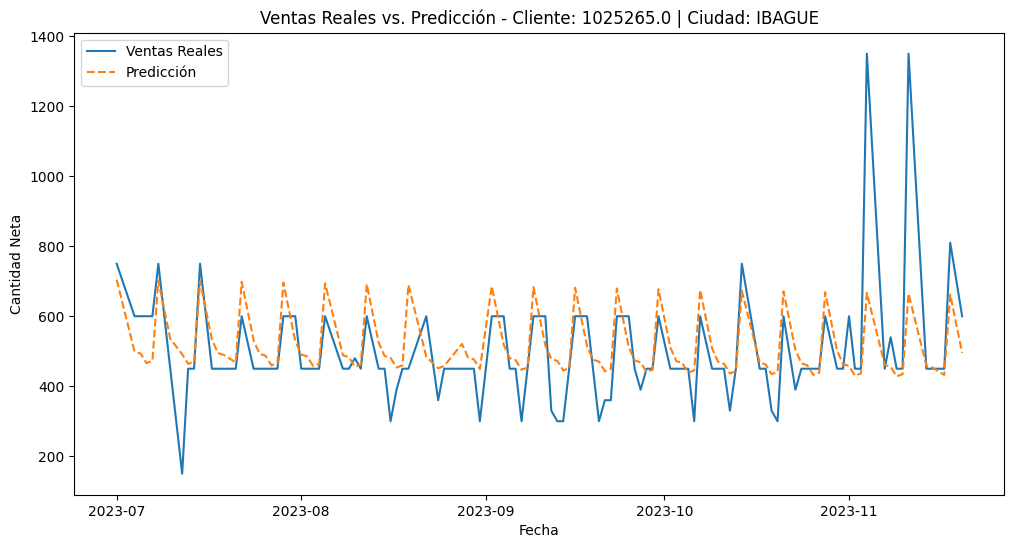 Ventas Reales vs. Predicción - Cliente: 1025265.0 | Ciudad: IBAGUE
Ventas Reales
Predicción
Cantidad Neta
1400
1200
1000
800
600
400
200
2023-07
2023-08
2023-09
2023-10
2023-11
Fecha